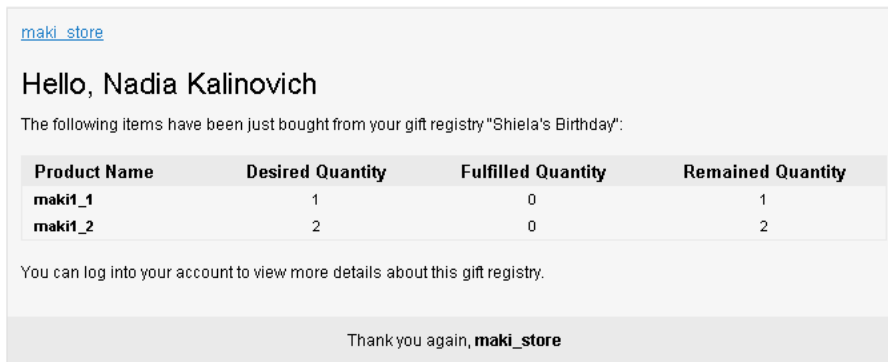 maki_store
Hello, Nadia Kalinovich
The following items have been just bought from your gift registry "Shiela's Birthday":
Product Name Desired Quantity Fulfilled Quantity Remained Quantity
maki1_1 1 0 1
maki1_2 2 0 2
You can log into your account to view more details about this gift registry.
Thank you again, maki_store